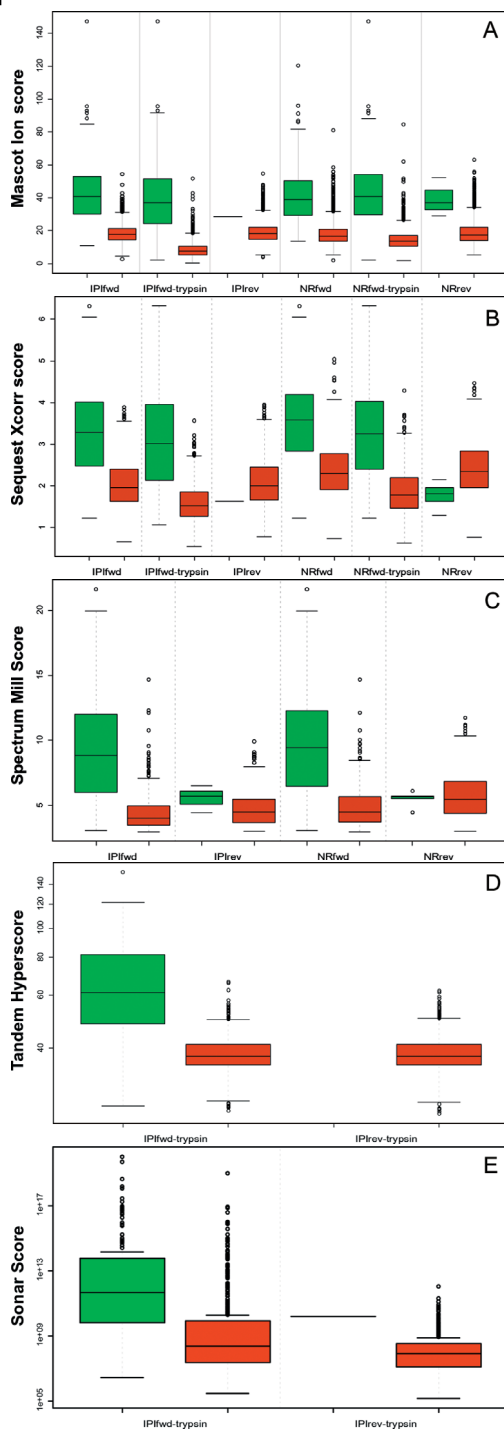 A
Mascot Ion score
140
120
100
80
60
40
20
0
IPIfwd IPIfwd-trypsin IPIrev NRfwd NRfwd-trypsin NRrev
B
Sequest Xcorr score
6
5
4
3
2
1
IPIfwd IPIfwd-trypsin IPIrev NRfwd NRfwd-trypsin NRrev
C
Spectrum Mill Score
20
15
10
5
IPIfwd IPIrev NRfwd NRrev
D
Tandem Hyperscore
140
120
100
80
60
40
IPIfwd-trypsin IPIrev-trypsin
E
Sonar Score
1e+17
1e+13
1e+09
1e+05
IPIfwd-trypsin IPIrev-trypsin